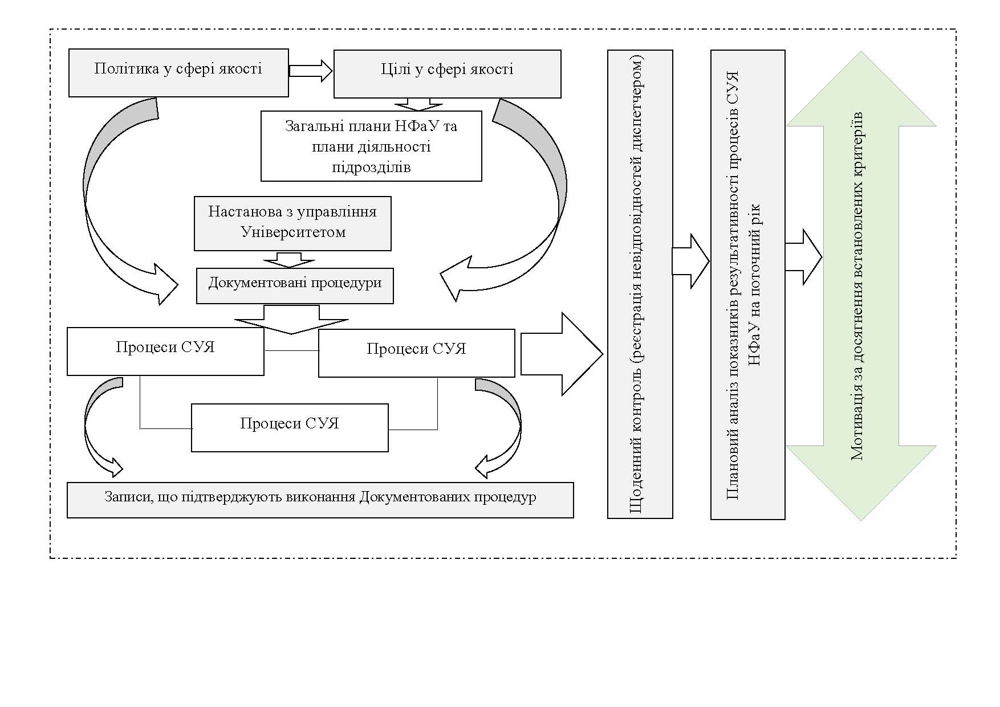 Політика у сфері якості
Цілі у сфері якості
Загальні плани НФаУ та
плани діяльності
підрозділів
Настанова з управління
Університетом
Документовані процедури
Процеси СУЯ
Процеси СУЯ
Процеси СУЯ
Записи, що підтверджують виконання Документованих процедур
Щоденний контроль (реєстрація невідповідностей диспетчером)
Плановий аналіз показників результативності процесів СУЯ
НФаУ на поточний рік
Мотивація за досягнення встановлених критеріїв